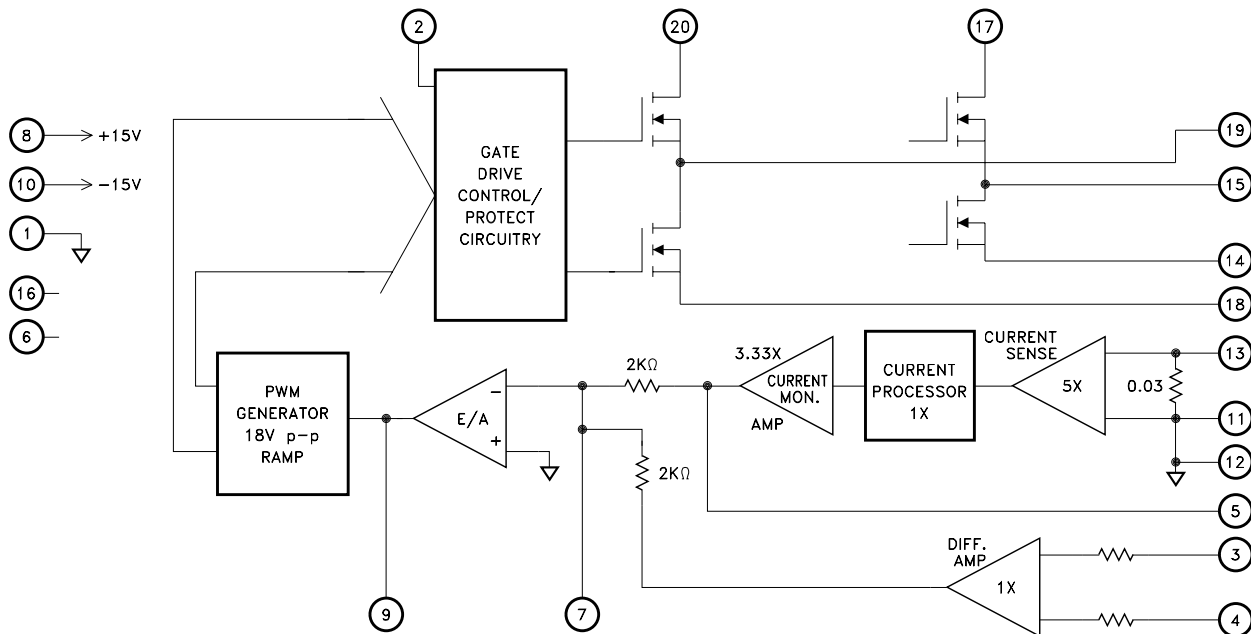 2
20
17
8
+15V
10
-15V
1
16
6
GATE
DRIVE
CONTROL/
PROTECT
CIRCUITRY
19
15
14
18
PWM
GENERATOR
18V p-p
RAMP
E/A
-
+
2KΩ
2KΩ
3.33X
CURRENT
MON.
AMP
CURRENT
PROCESSOR
1X
CURRENT
SENSE
5X
0.03
13
11
12
5
DIFF.
AMP
1X
3
4
9
7